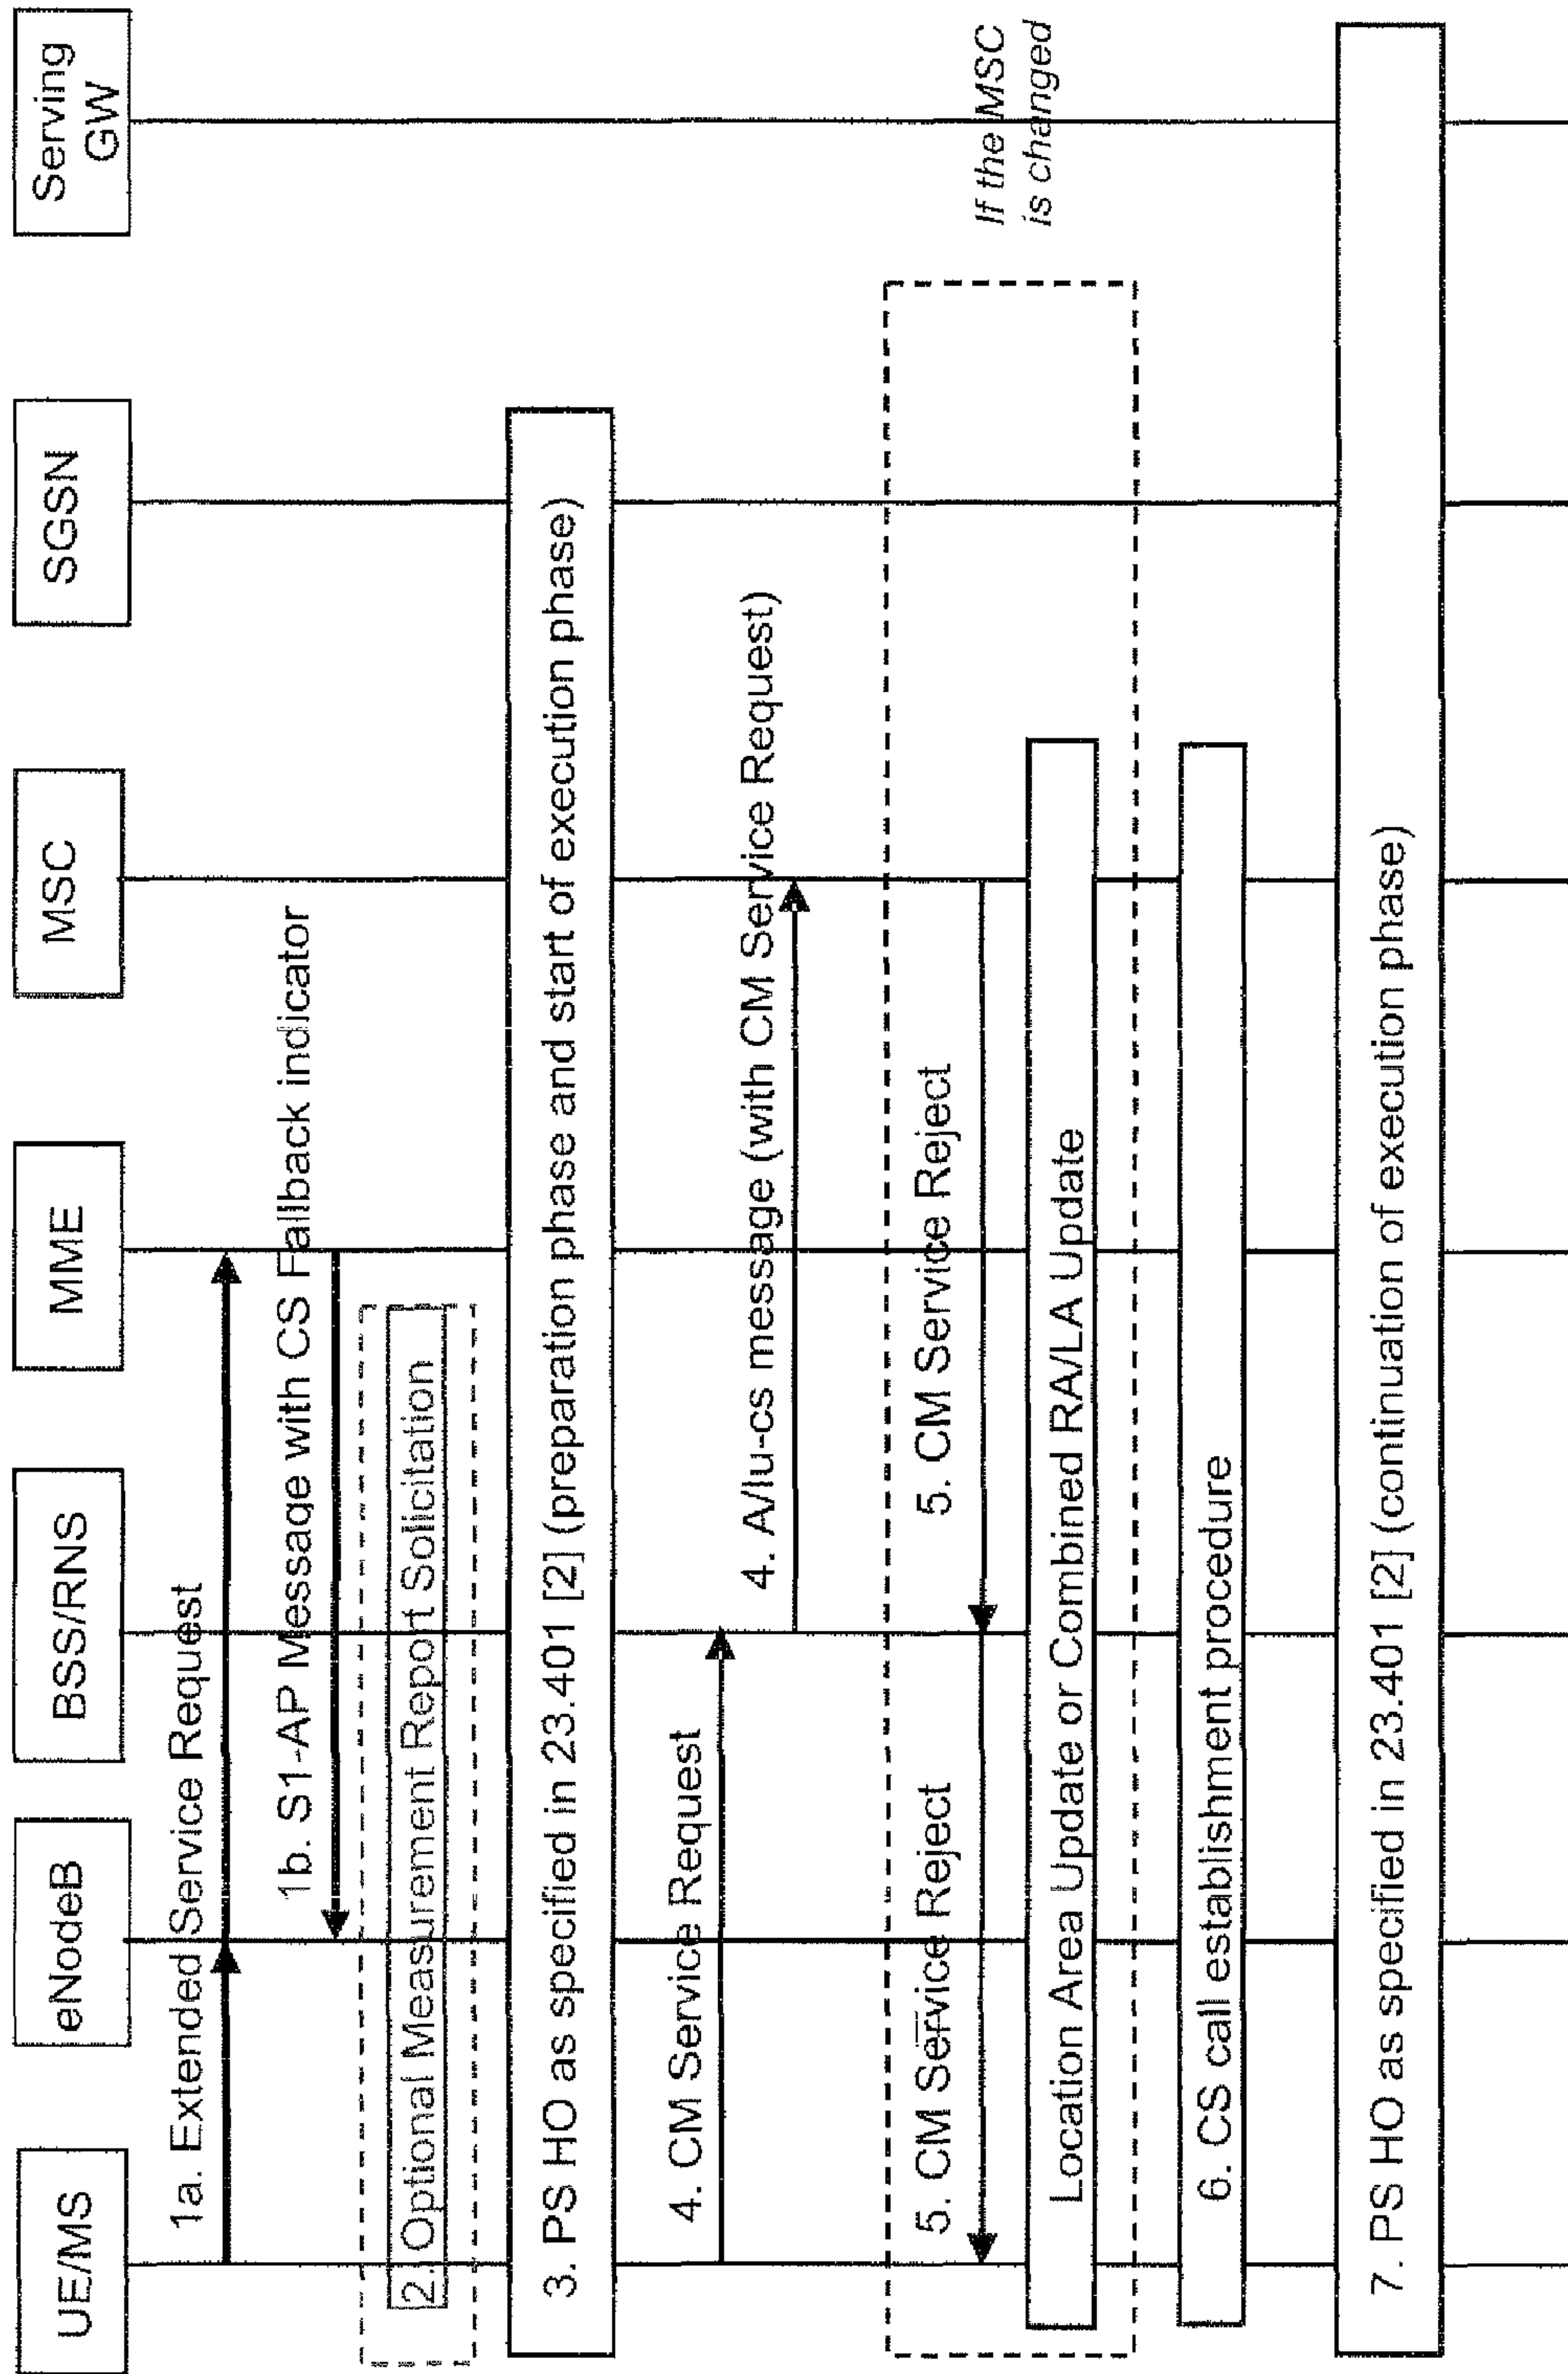 UE/MS
eNodeB
BSS/RNS
MME
MSC
SGSN
Serving
GW
1a. Extended Service Request
1b. S1-AP Message with CS Fallback indicator
2. Optional Measurement Report Solicitation
3. PS HO as specified in 23.401 [2] (preparation phase and start of execution phase)
4. CM Service Request
4. A/Iu-cs message (with CM Service Request)
5. CM Service Reject
5. CM Service Reject
If the MSC
is changed
Location Area Update or Combined RA/LA Update
6. CS call establishment procedure
7. PS HO as specified in 23.401 [2] (continuation of execution phase)